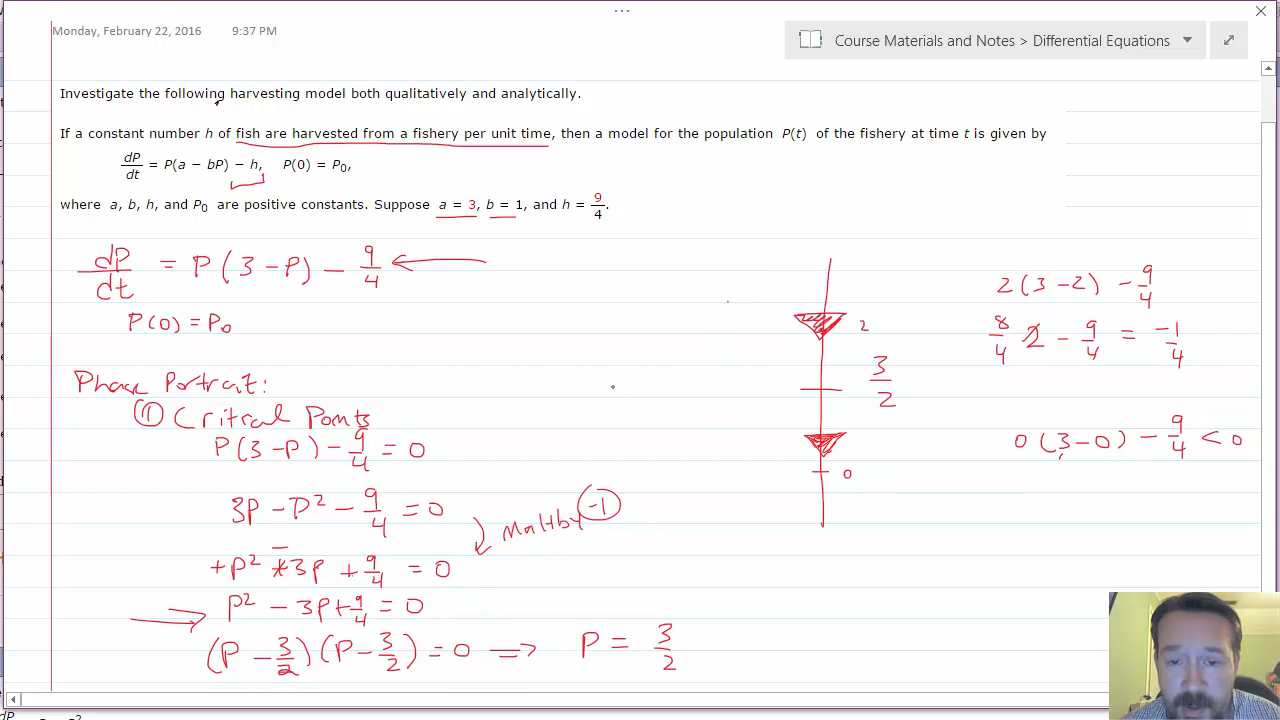 Monday, February 22, 2016 9:37 PM
Course Materials and Notes > Differential Equations
Investigate the following harvesting model both qualitatively and analytically.
If a constant number h of fish are harvested from a fishery per unit time, then a model for the population P(t) of the fishery at time t is given by
dP/dt = P(a − bP) − h, P(0) = P₀,
where a, b, h, and P₀ are positive constants. Suppose a = 3, b = 1, and h = 9/4.
dP/dt = P(3 − P) − 9/4
P(0) = P₀
Phase Portrait:
① Critral Points
P(3 − P) − 9/4 = 0
3P − P² − 9/4 = 0
Mult by -1
+P² − 3P + 9/4 = 0
P² − 3P + 9/4 = 0
(P − 3/2)(P − 3/2) = 0 ⟹ P = 3/2
2
3/2
0
2(3 − 2) − 9/4
8/4 2 − 9/4 = −1/4
0(3 − 0) − 9/4 < 0